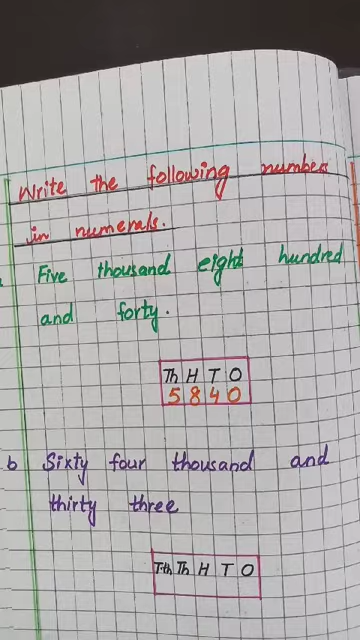 Write the following number
in numerals.
Five thousand eight hundred
and forty.
Th H T O
5 8 4 0
b Sixty four thousand and
thirty three
T.th Th H T O